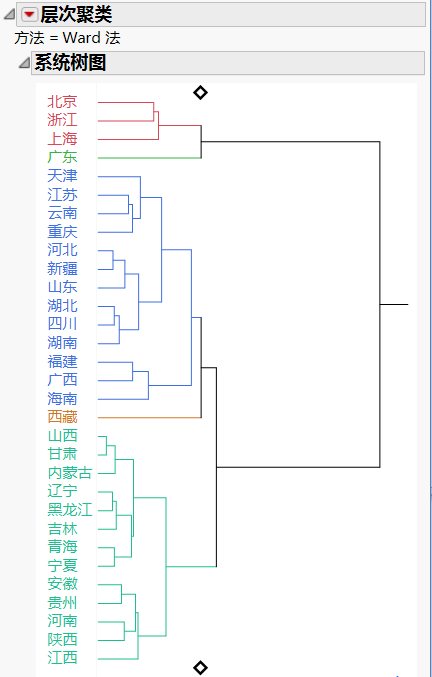 层次聚类
方法 = Ward 法
系统树图
北京
浙江
上海
广东
天津
江苏
云南
重庆
河北
新疆
山东
湖北
四川
湖南
福建
广西
海南
西藏
山西
甘肃
内蒙古
辽宁
黑龙江
吉林
青海
宁夏
安徽
贵州
河南
陕西
江西